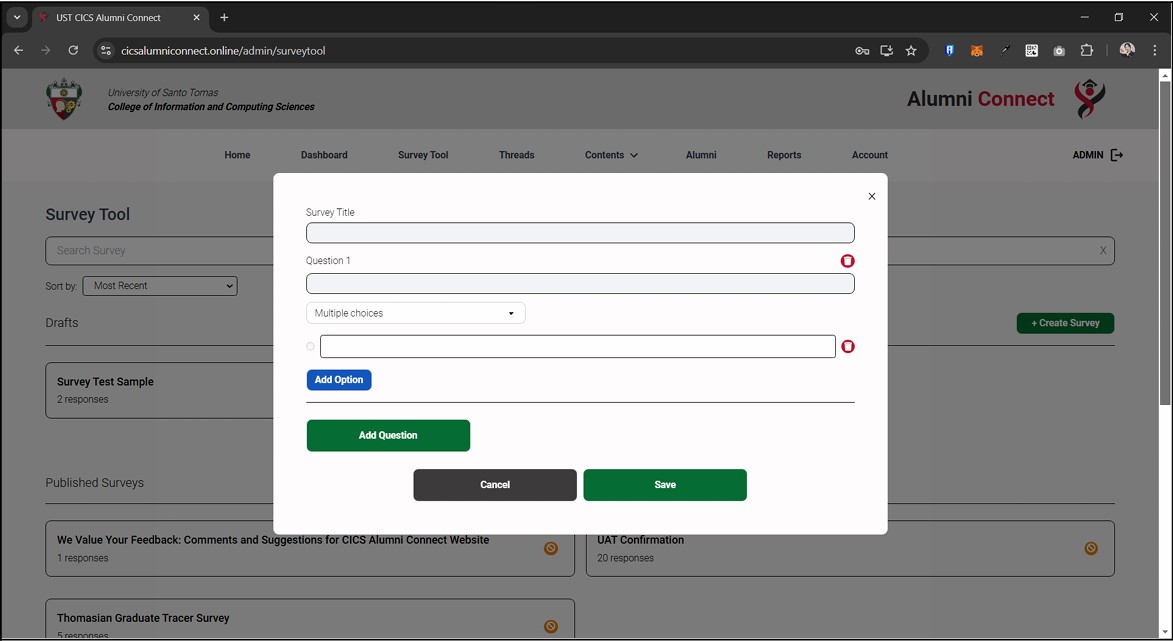 UST CICS Alumni Connect
cicsalumniconnect.online/admin/surveytool
University of Santo Tomas
College of Information and Computing Sciences
Alumni Connect
Home Dashboard Survey Tool Threads Contents Alumni Reports Account ADMIN
Survey Tool
Search Survey X
Sort by: Most Recent
Drafts
+ Create Survey
Survey Test Sample
2 responses
Survey Title
Question 1
Multiple choices
Add Option
Add Question
Cancel Save
Published Surveys
We Value Your Feedback: Comments and Suggestions for CICS Alumni Connect Website
1 responses
UAT Confirmation
20 responses
Thomasian Graduate Tracer Survey
5 responses